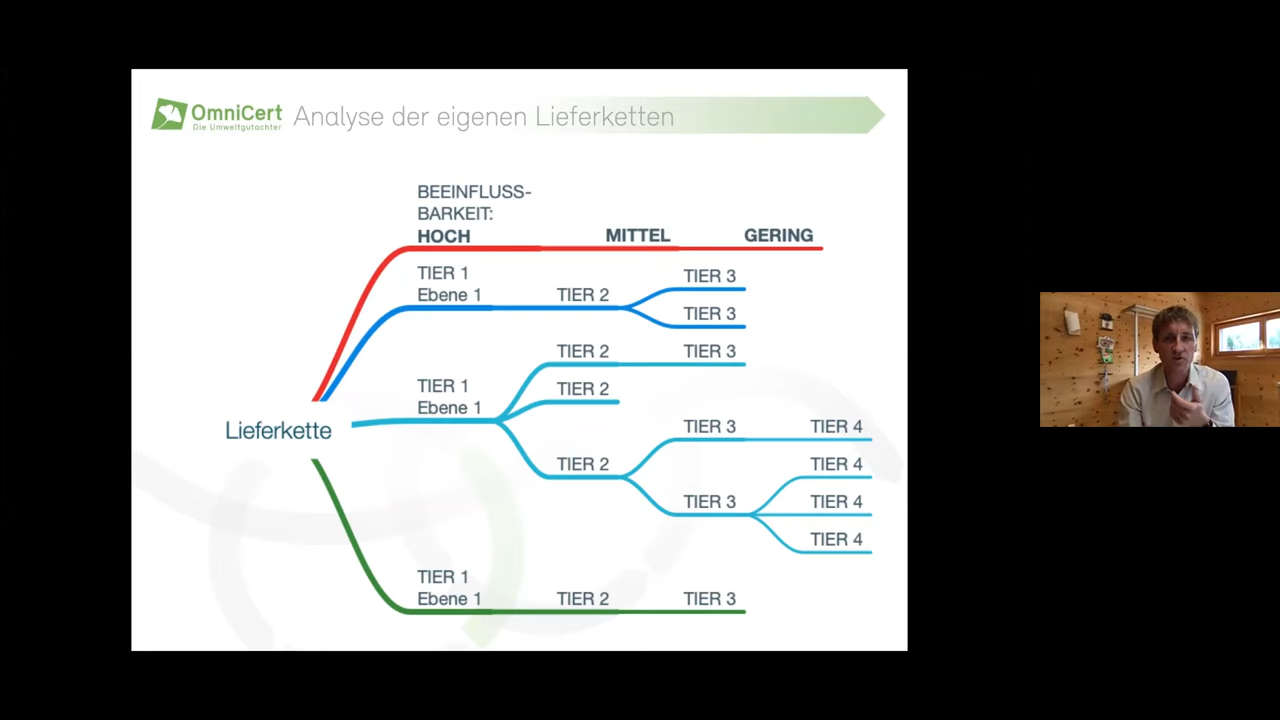 OmniCert
Die Umweltgutachter
Analyse der eigenen Lieferketten
BEEINFLUSS-
BARKEIT:
HOCH
MITTEL
GERING
TIER 1
Ebene 1
TIER 2
TIER 3
TIER 3
TIER 1
Ebene 1
TIER 2
TIER 3
TIER 2
TIER 2
TIER 3
TIER 4
TIER 3
TIER 4
TIER 4
TIER 4
Lieferkette
TIER 1
Ebene 1
TIER 2
TIER 3